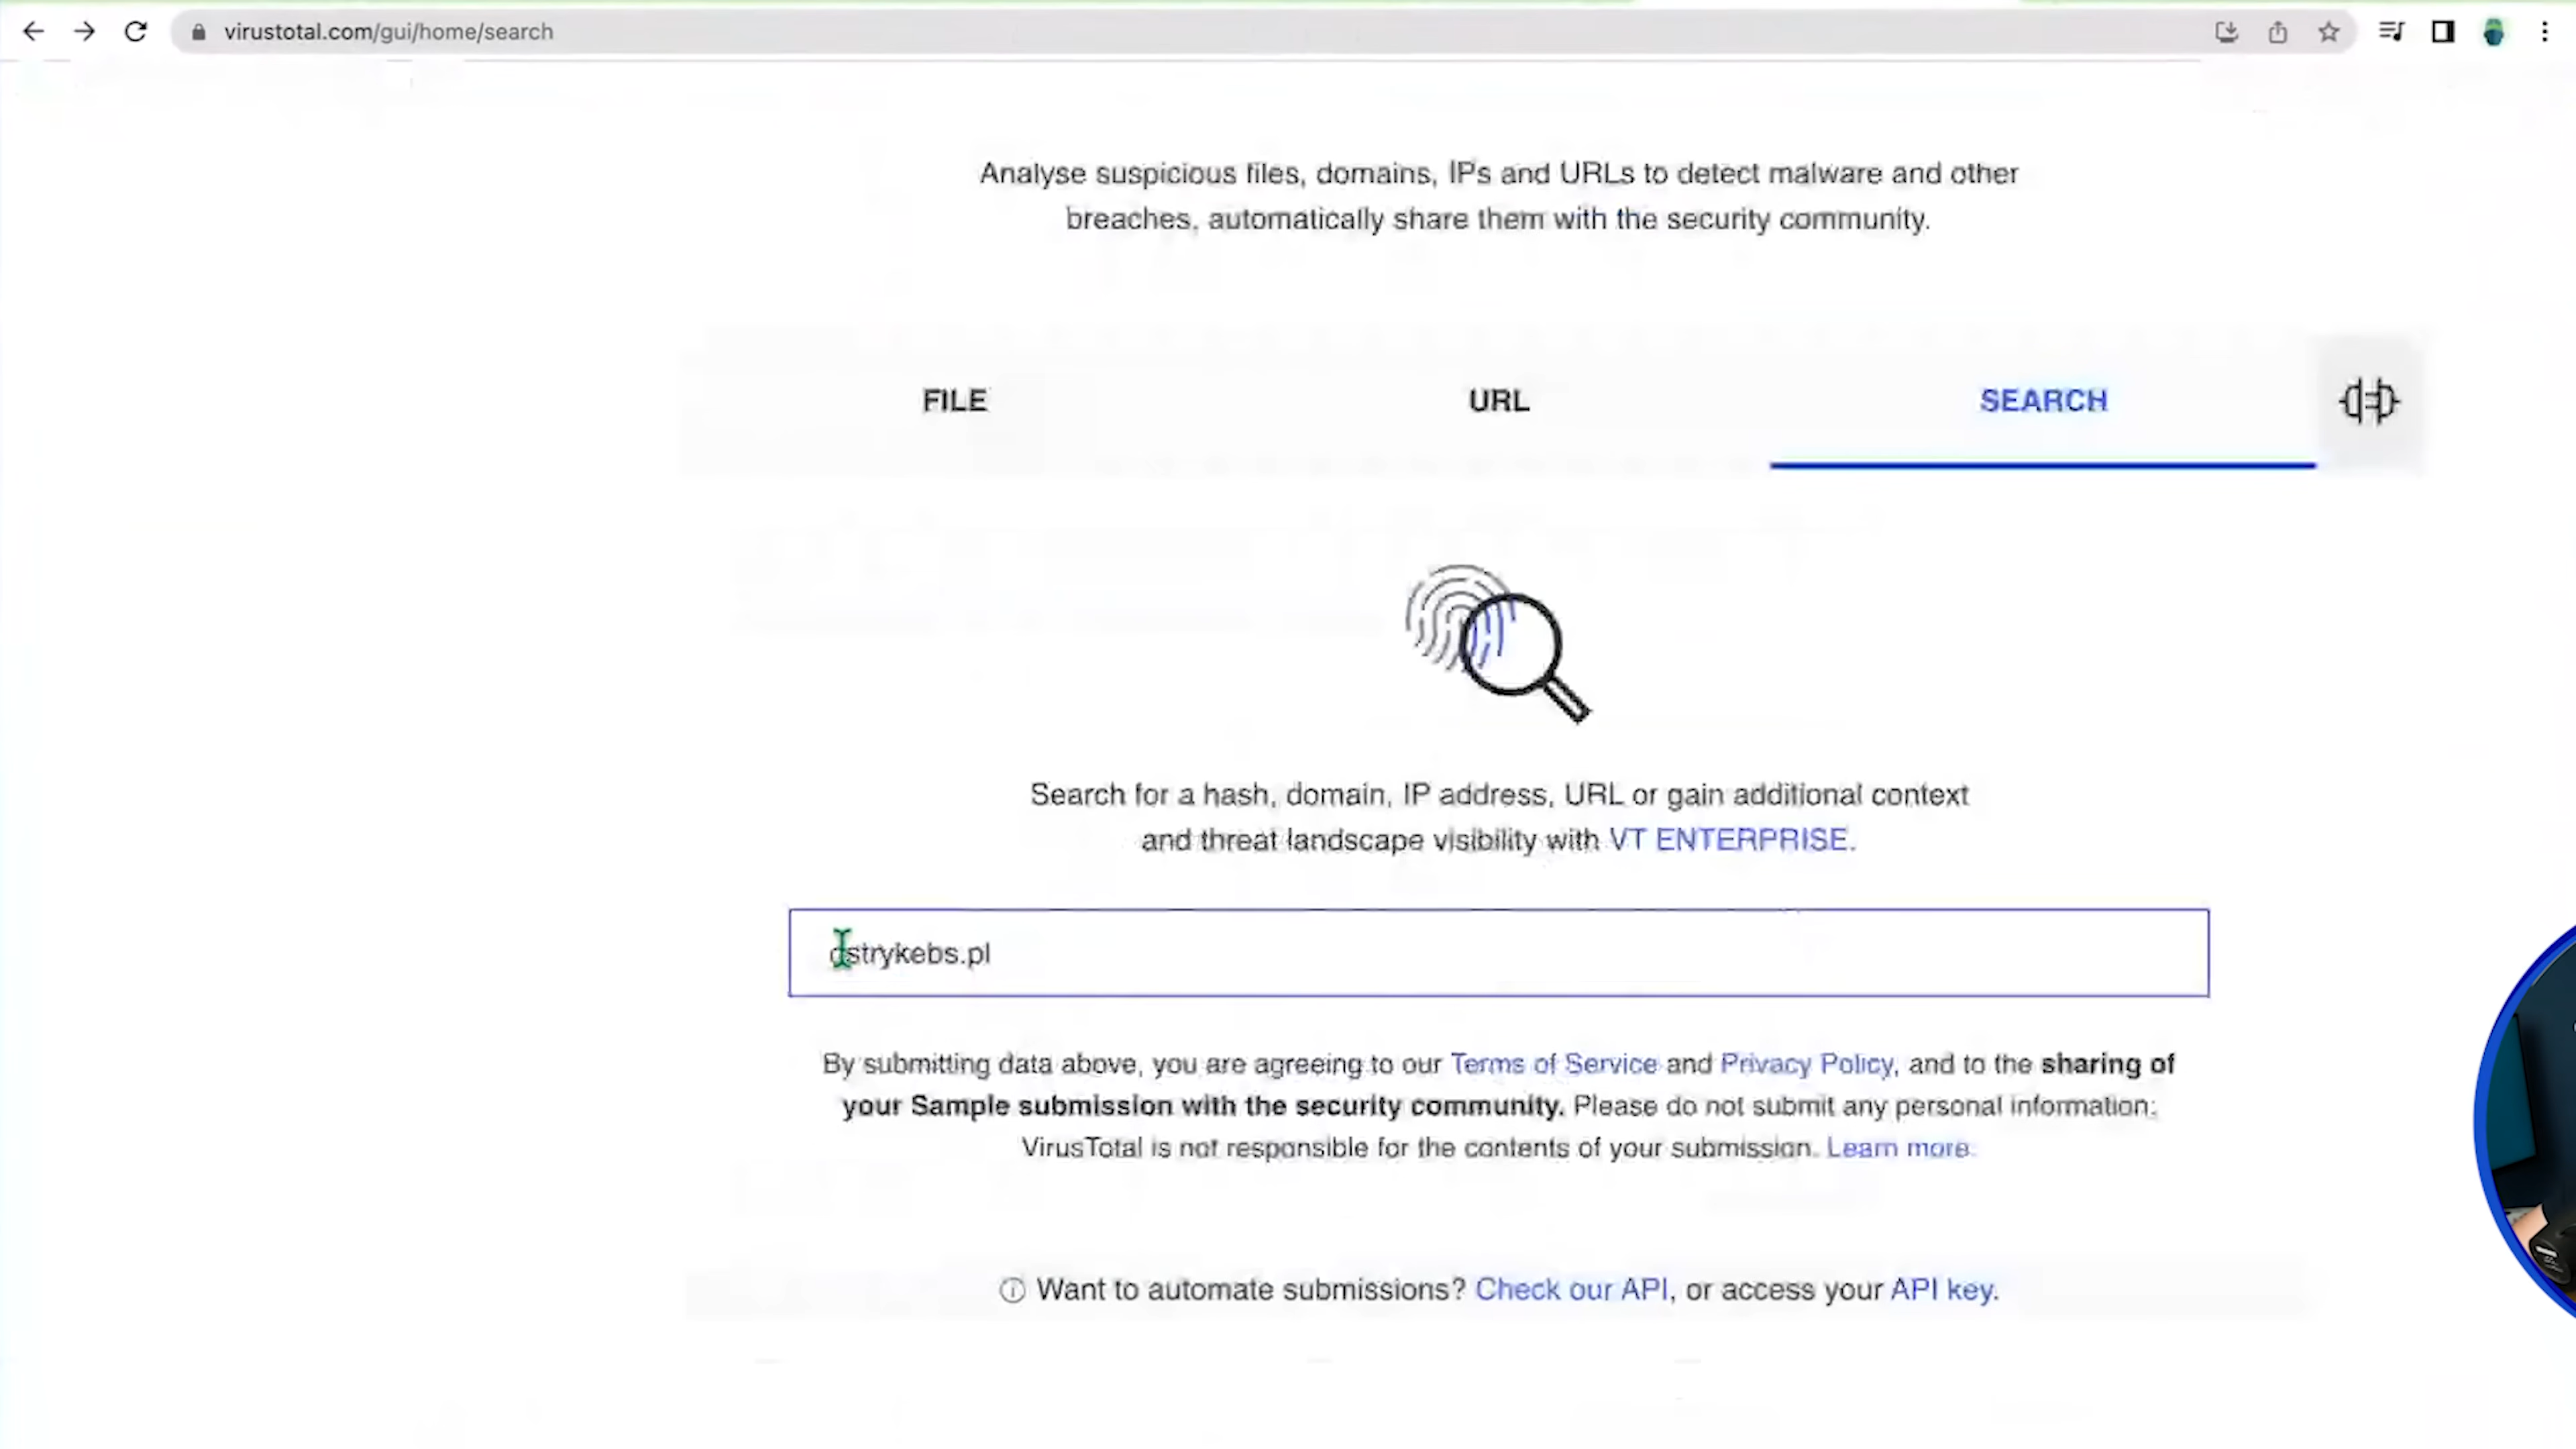 virustotal.com/gui/home/search
Analyse suspicious files, domains, IPs and URLs to detect malware and other
breaches, automatically share them with the security community.
FILE
URL
SEARCH
Search for a hash, domain, IP address, URL or gain additional context
and threat landscape visibility with VT ENTERPRISE.
By submitting data above, you are agreeing to our Terms of Service and Privacy Policy, and to the sharing of
your Sample submission with the security community. Please do not submit any personal information;
VirusTotal is not responsible for the contents of your submission. Learn more.
Want to automate submissions? Check our API, or access your API key.